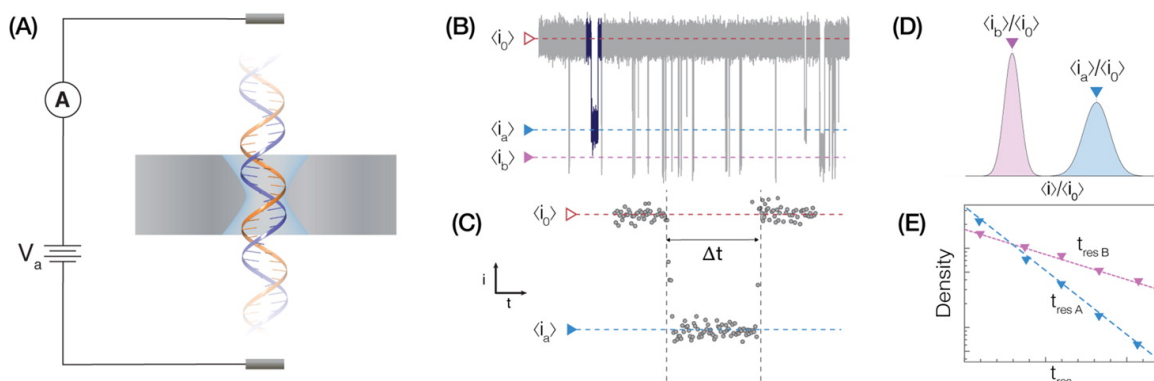 (A)
A
Vₐ
(B)
⟨i₀⟩
⟨iₐ⟩
⟨i_b⟩
(C)
⟨i₀⟩
Δt
i
t
⟨iₐ⟩
(D)
⟨i_b⟩/⟨i₀⟩
⟨iₐ⟩/⟨i₀⟩
⟨i⟩/⟨i₀⟩
(E)
Density
t_res B
t_res A
t_res